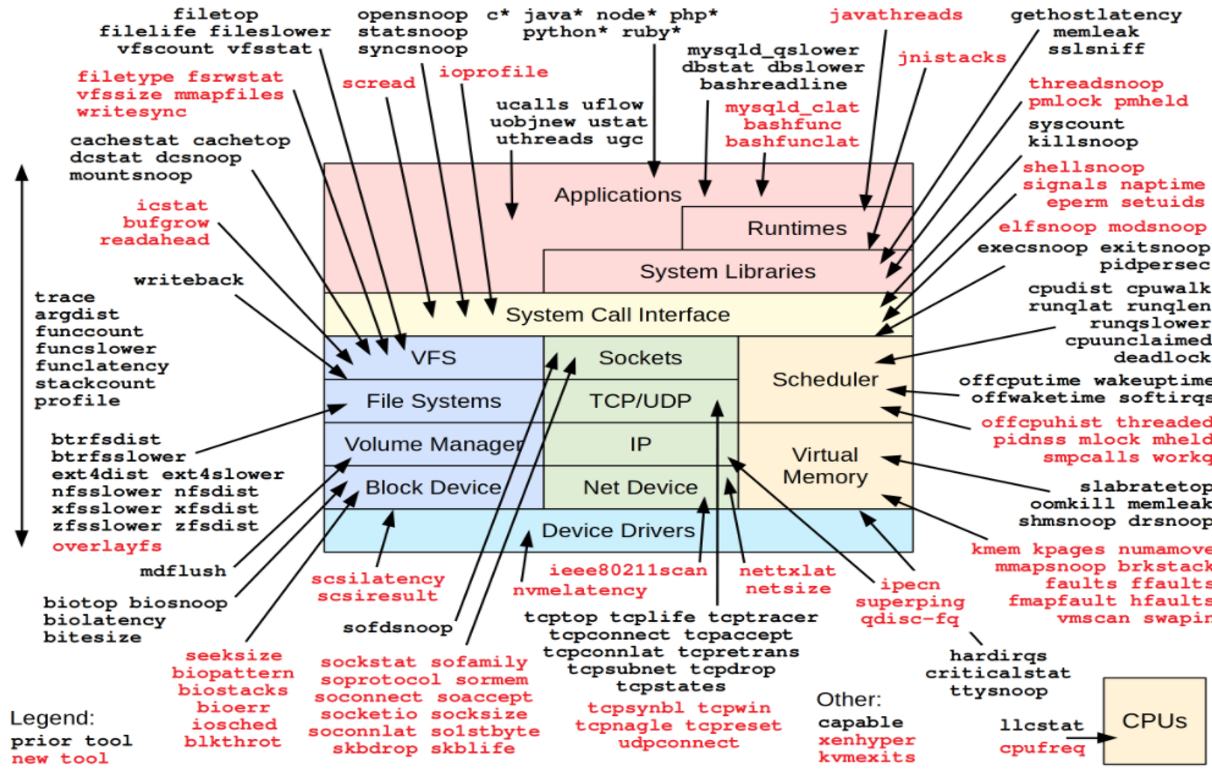 filetop
filelife fileslower
vfscount vfsstat
filetype fsrwstat
vfssize mmapfiles
writesync
cachestat cachetop
dcstat dcsnoop
mountsnoop
icstat
bufgrow
readahead
writeback
trace
argdist
funccount
funcslower
funclatency
stackcount
profile
btrfsdist
btrfsslower
ext4dist ext4slower
nfsslower nfsdist
xfsslower xfsdist
zfsslower zfsdist
overlayfs
mdflush
biotop biosnoop
biolatency
bitesize
seeksize
biopattern
biostacks
bioerr
iosched
blkthrot
Legend:
prior tool
new tool
opensnoop
statsnoop
syncsnoop
scread
ioprofile
c* java* node* php*
python* ruby*
ucalls uflow
uobjnew ustat
uthreads ugc
mysqld_qslower
dbstat dbslower
bashreadline
mysqld_clat
bashfunc
bashfunclat
javathreads
jnistacks
gethostlatency
memleak
sslsniff
threadsnoop
pmlock pmheld
syscount
killsnoop
shellsnoop
signals naptime
eperm setuids
elfsnoop modsnoop
execsnoop exitsnoop
pidpersec
cpudist cpuwalk
runqlat runqlen
runqslower
cpuunclaimed
deadlock
offcputime wakeuptime
offwaketime softirqs
offcpuhist threaded
pidnss mlock mheld
smpcalls workq
slabratetop
oomkill memleak
shmsnoop drsnoop
kmem kpages numamove
mmapsnoop brkstack
faults ffaults
fmapfault hfaults
vmscan swapin
Applications
Runtimes
System Libraries
System Call Interface
VFS
Sockets
Scheduler
File Systems
TCP/UDP
Volume Manager
IP
Virtual
Memory
Block Device
Net Device
Device Drivers
scsilatency
scsiresult
nvmelatency
ieee80211scan
nettxlat
netsize
ipecn
superping
qdisc-fq
sofdsnoop
sockstat sofamily
soprotocol sormem
soconnect soaccept
socketio socksize
soconnlat so1stbyte
skbdrop skblife
tcptop tcplife tcptracer
tcpconnect tcpaccept
tcpconnlat tcpretrans
tcpsubnet tcpdrop
tcpstates
tcpsynbl tcpwin
tcpnagle tcpreset
udpconnect
hardirqs
criticalstat
ttysnoop
Other:
capable
xenhyper
kvmexits
llcstat
cpufreq
CPUs